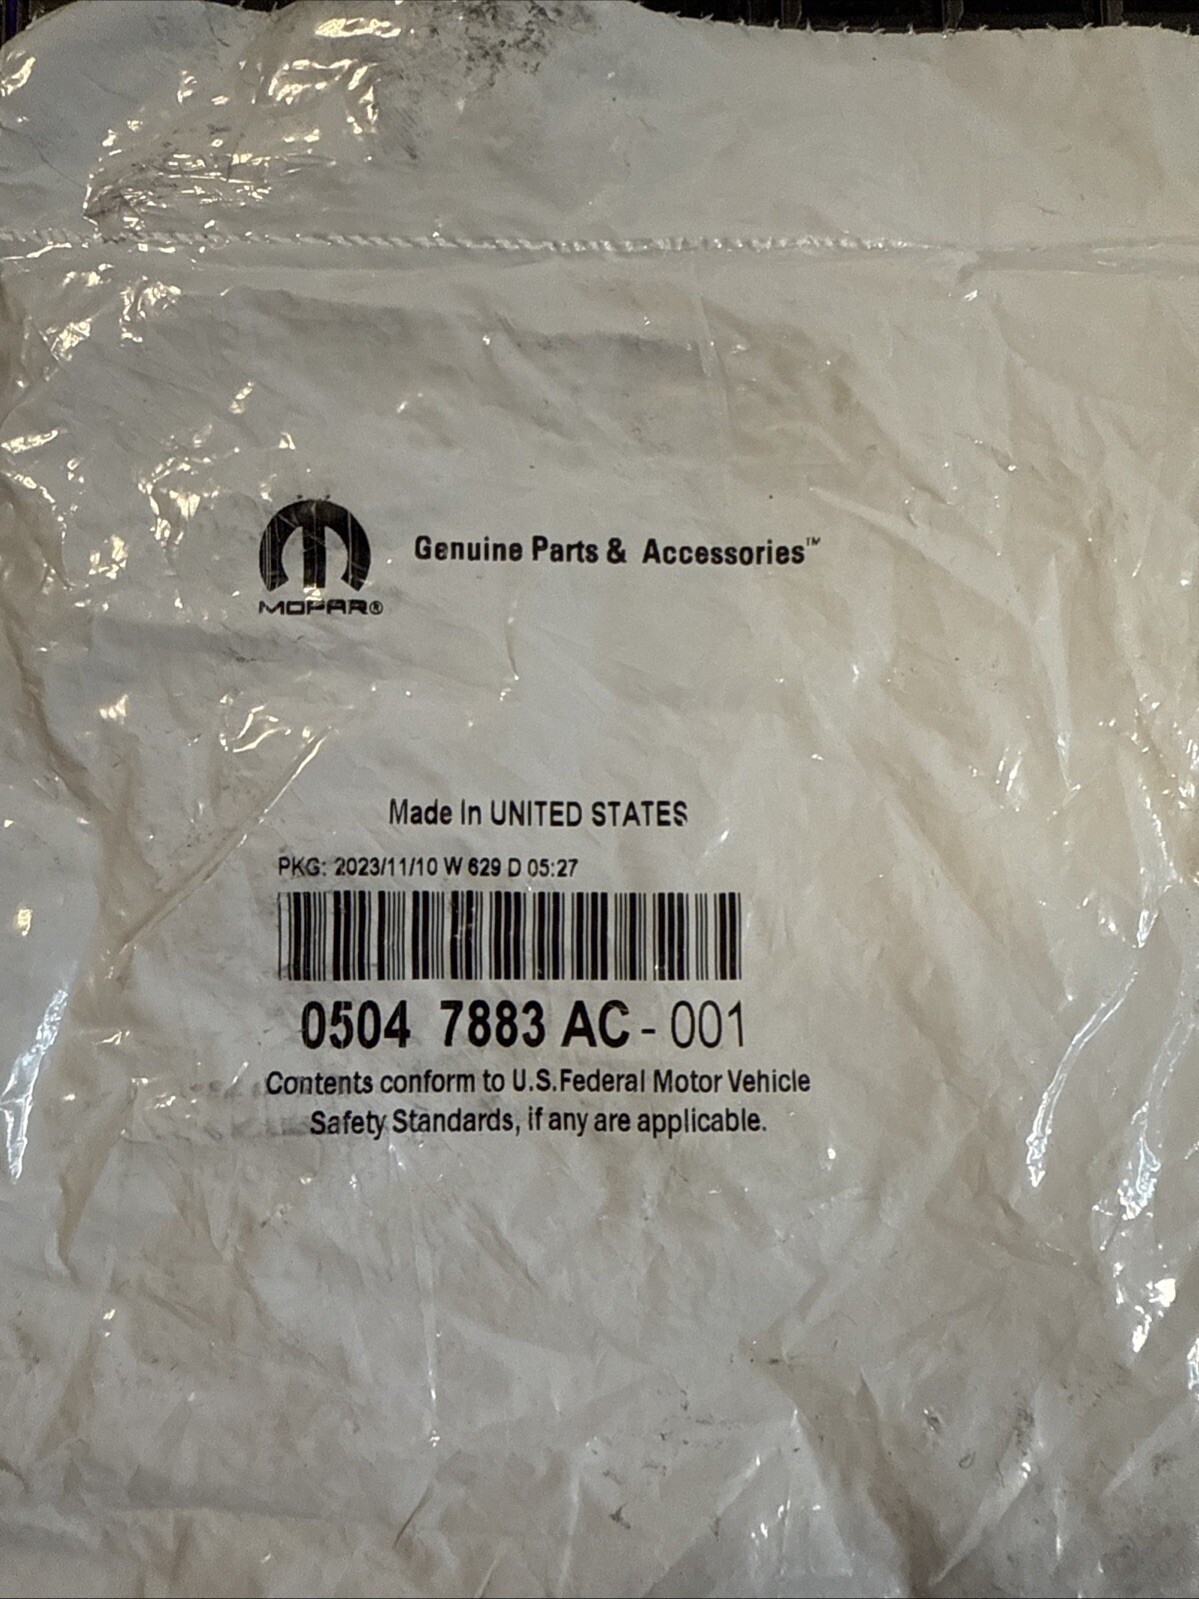 MOPAR®
Genuine Parts & Accessories™
Made In UNITED STATES
PKG: 2023/11/10 W 629 D 05:27
0504 7883 AC - 001
Contents conform to U.S.Federal Motor Vehicle
Safety Standards, if any are applicable.